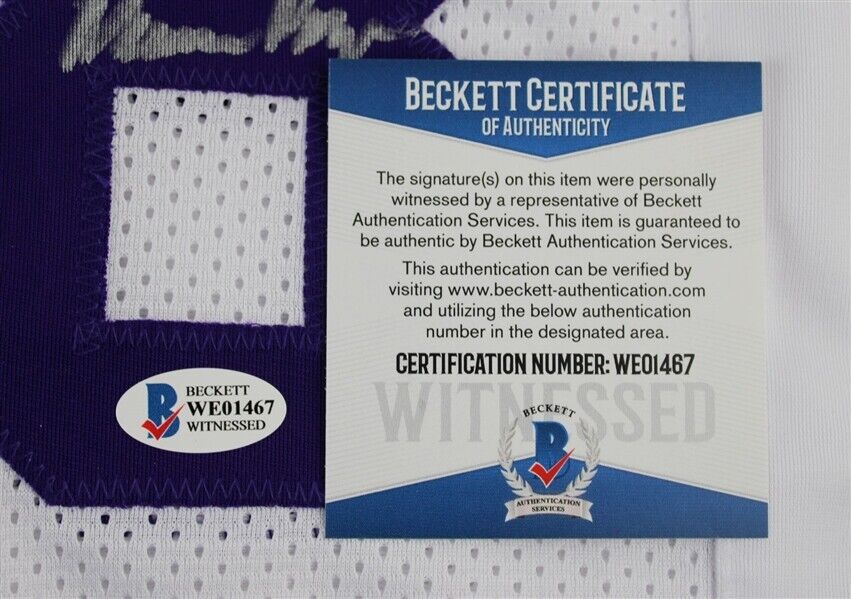 BECKETT CERTIFICATE
OF AUTHENTICITY
The signature(s) on this item were personally
witnessed by a representative of Beckett
Authentication Services. This item is guaranteed to
be authentic by Beckett Authentication Services.
This authentication can be verified by
visiting www.beckett-authentication.com
and utilizing the below authentication
number in the designated area.
CERTIFICATION NUMBER: WE01467
WITNESSED
BECKETT
B
AUTHENTICATION
SERVICES
B
BECKETT
WE01467
WITNESSED